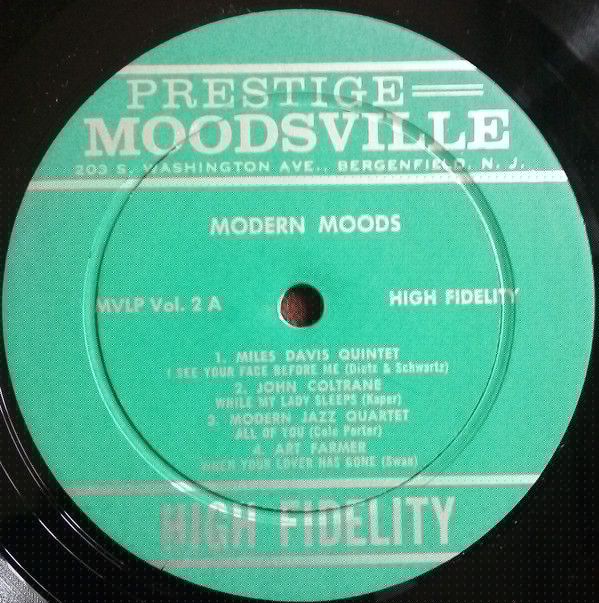 PRESTIGE
MOODSVILLE
203 S. WASHINGTON AVE., BERGENFIELD, N. J.
MODERN MOODS
MVLP Vol. 2 A
HIGH FIDELITY
1. MILES DAVIS QUINTET
I SEE YOUR FACE BEFORE ME (Dietz & Schwartz)
2. JOHN COLTRANE
WHILE MY LADY SLEEPS (Kaper)
3. MODERN JAZZ QUARTET
ALL OF YOU (Cole Porter)
4. ART FARMER
WHEN YOUR LOVER HAS GONE (Swan)
HIGH FIDELITY